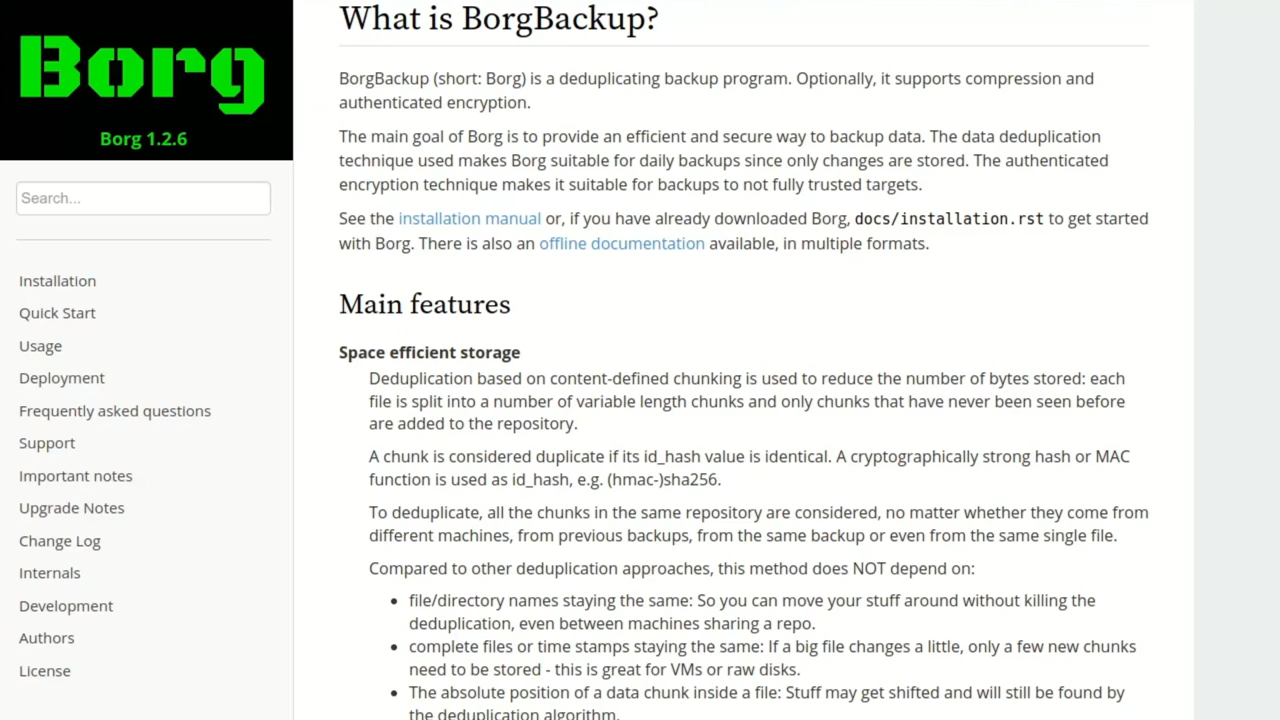 Borg
Borg 1.2.6
Search...
Installation
Quick Start
Usage
Deployment
Frequently asked questions
Support
Important notes
Upgrade Notes
Change Log
Internals
Development
Authors
License
What is BorgBackup?
BorgBackup (short: Borg) is a deduplicating backup program. Optionally, it supports compression and
authenticated encryption.
The main goal of Borg is to provide an efficient and secure way to backup data. The data deduplication
technique used makes Borg suitable for daily backups since only changes are stored. The authenticated
encryption technique makes it suitable for backups to not fully trusted targets.
See the installation manual or, if you have already downloaded Borg, docs/installation.rst to get started
with Borg. There is also an offline documentation available, in multiple formats.
Main features
Space efficient storage
Deduplication based on content-defined chunking is used to reduce the number of bytes stored: each
file is split into a number of variable length chunks and only chunks that have never been seen before
are added to the repository.
A chunk is considered duplicate if its id_hash value is identical. A cryptographically strong hash or MAC
function is used as id_hash, e.g. (hmac-)sha256.
To deduplicate, all the chunks in the same repository are considered, no matter whether they come from
different machines, from previous backups, from the same backup or even from the same single file.
Compared to other deduplication approaches, this method does NOT depend on:
• file/directory names staying the same: So you can move your stuff around without killing the
deduplication, even between machines sharing a repo.
• complete files or time stamps staying the same: If a big file changes a little, only a few new chunks
need to be stored - this is great for VMs or raw disks.
• The absolute position of a data chunk inside a file: Stuff may get shifted and will still be found by
the deduplication algorithm.